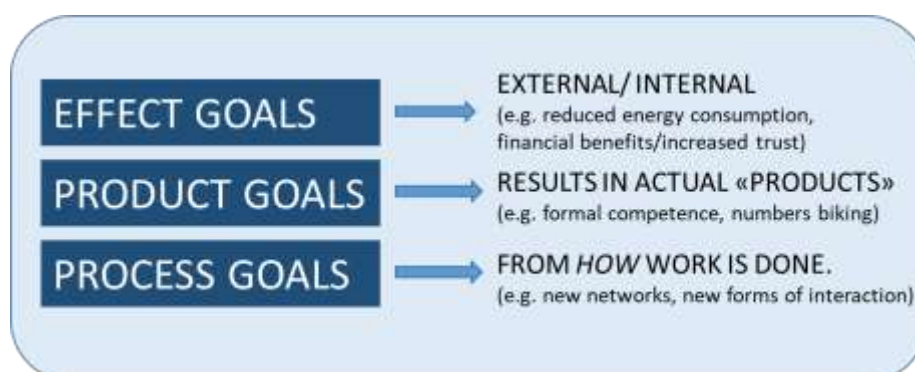 EFFECT GOALS
EXTERNAL/ INTERNAL
(e.g. reduced energy consumption,
financial benefits/increased trust)
PRODUCT GOALS
RESULTS IN ACTUAL «PRODUCTS»
(e.g. formal competence, numbers biking)
PROCESS GOALS
FROM HOW WORK IS DONE.
(e.g. new networks, new forms of interaction)